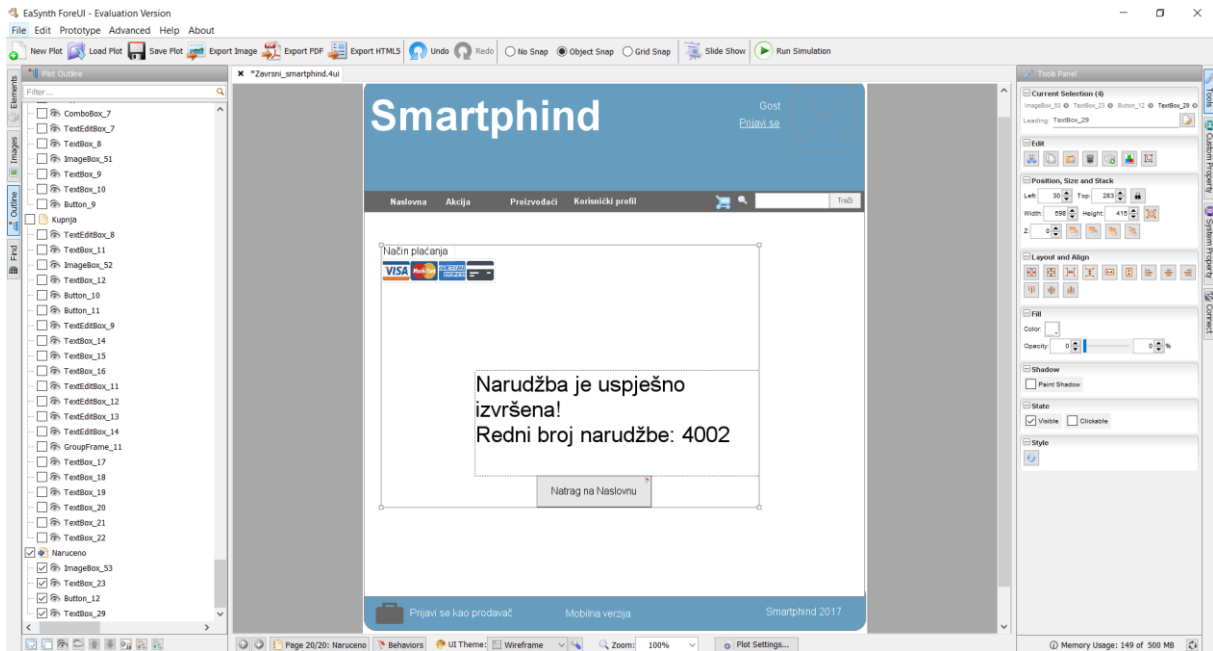 EaSynth ForeUI - Evaluation Version
File Edit Prototype Advanced Help About
New Plot Load Plot Save Plot Export Image Export PDF Export HTML5 Undo Redo No Snap Object Snap Grid Snap Slide Show Run Simulation
Elements
Images
Outline
Find
Plot Outline
Filter...
ComboBox_7
TextEditBox_7
TextBox_8
ImageBox_51
TextBox_9
TextBox_10
Button_9
Kupnja
TextEditBox_8
TextBox_11
ImageBox_52
TextBox_12
Button_10
Button_11
TextEditBox_9
TextBox_14
TextBox_15
TextBox_16
TextEditBox_11
TextEditBox_12
TextEditBox_13
TextEditBox_14
GroupFrame_11
TextBox_17
TextBox_18
TextBox_19
TextBox_20
TextBox_21
TextBox_22
Naruceno
ImageBox_53
TextBox_23
Button_12
TextBox_29
*Zavrsni_smartphind.4ui
Smartphind
Gost
Prijavi se
Naslovna Akcija Proizvođači Korisnički profil Traži
Način plaćanja
VISA MasterCard
Narudžba je uspješno
izvršena!
Redni broj narudžbe: 4002
Natrag na Naslovnu
Prijavi se kao prodavač Mobilna verzija Smartphind 2017
Tools Panel
Current Selection (4)
ImageBox_53 TextBox_23 Button_12 TextBox_29
Leading: TextBox_29
Edit
Position, Size and Stack
Left: 30 Top: 283
Width: 598 Height: 415
Z: 0
Layout and Align
Fill
Color:
Opacity: 0 0 %
Shadow
Paint Shadow
State
Visible Clickable
Style
Tools
Custom Property
System Property
Connect
Page 20/20: Naruceno Behaviors UI Theme: Wireframe Zoom: 100% Plot Settings...
Memory Usage: 149 of 500 MB